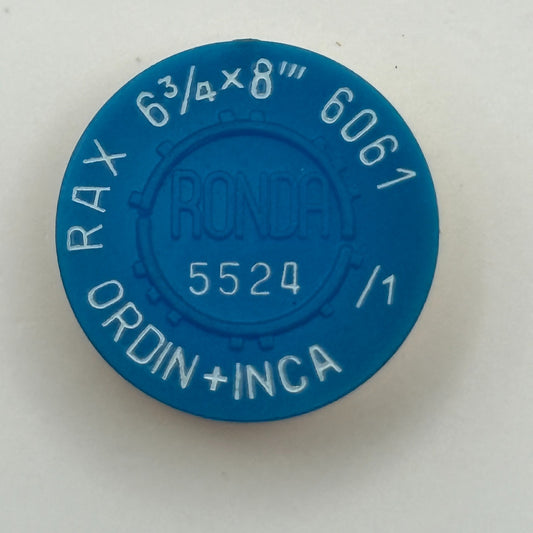 RAX 6¾×8''' 6061 /1
RONDA
5524
ORDIN+INCA